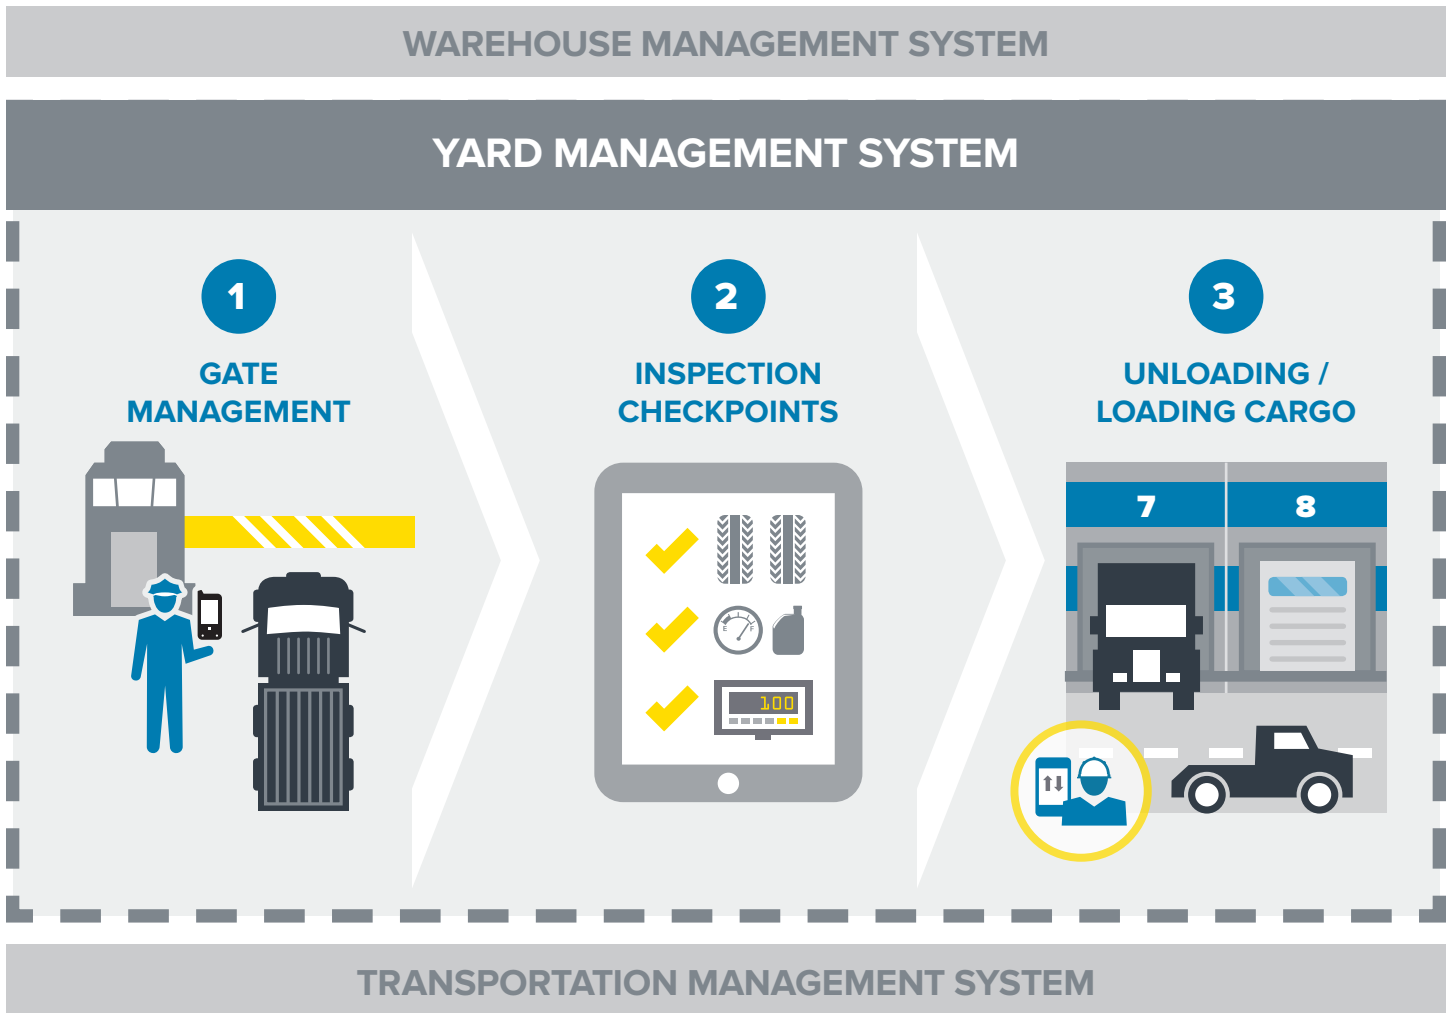 WAREHOUSE MANAGEMENT SYSTEM
YARD MANAGEMENT SYSTEM
1
GATE
MANAGEMENT
2
INSPECTION
CHECKPOINTS
E F
100
3
UNLOADING /
LOADING CARGO
7
8
TRANSPORTATION MANAGEMENT SYSTEM